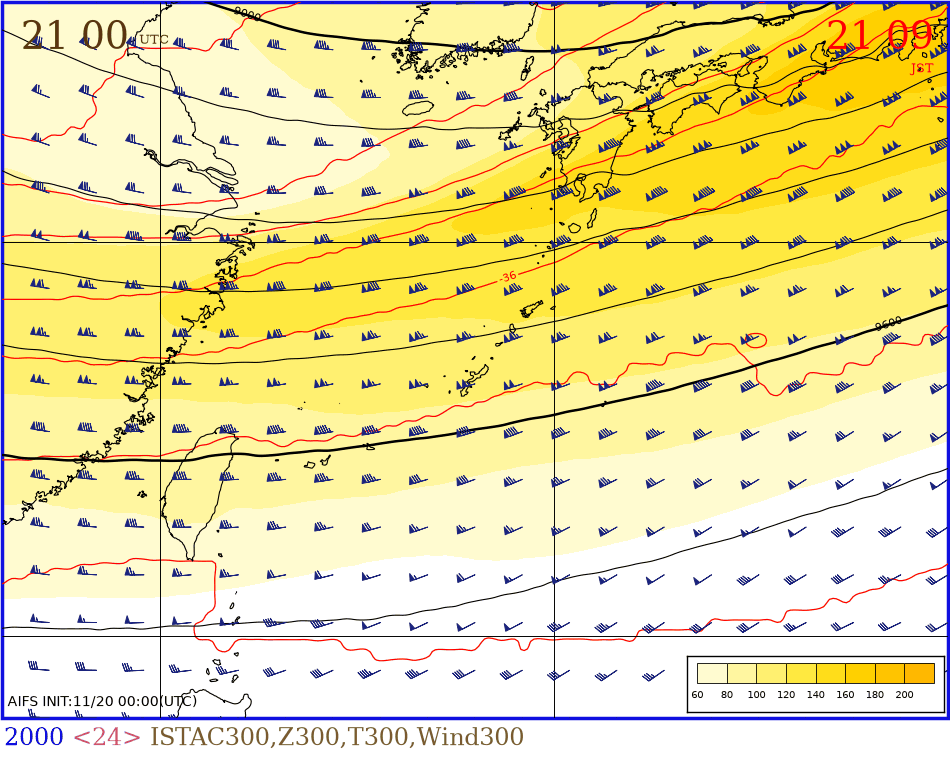 9000
21 00 UTC
21 09
JST
-36
9600
60 80 100 120 140 160 180 200
AIFS INIT:11/20 00:00(UTC)
2000 <24> ISTAC300,Z300,T300,Wind300